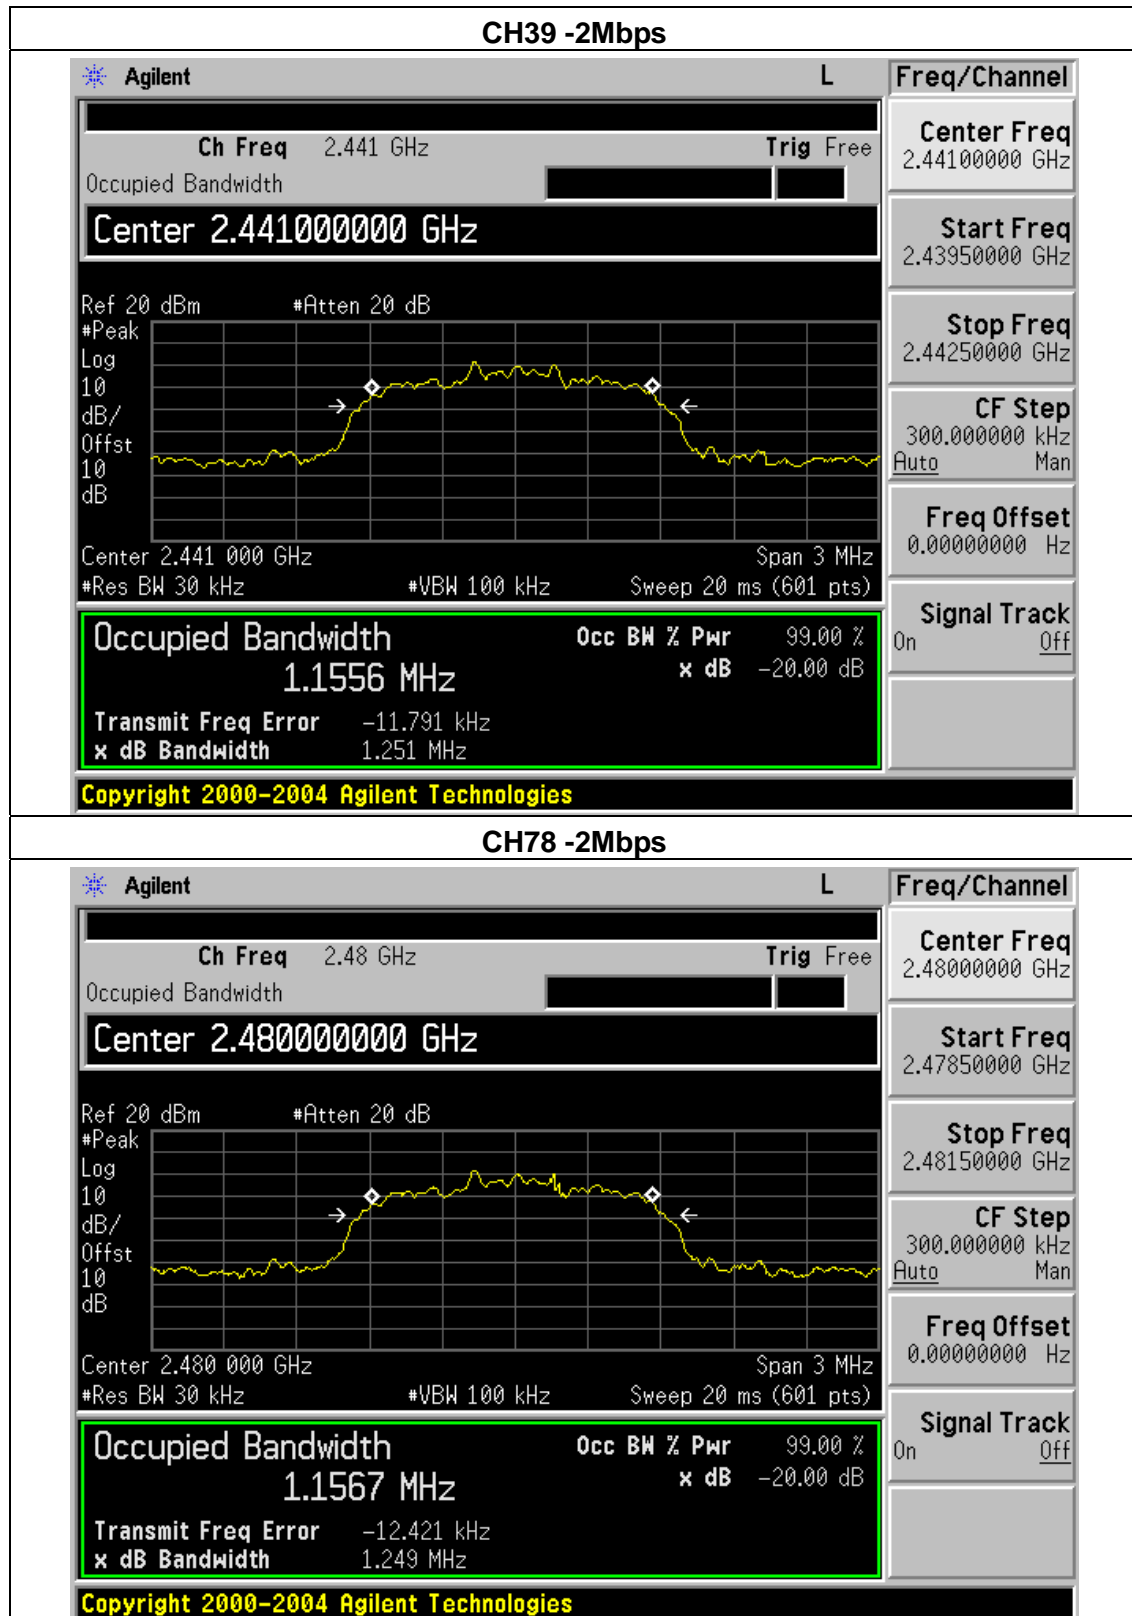 CH39 -2Mbps
Agilent L Freq/Channel
Ch Freq 2.441 GHz Trig Free
Occupied Bandwidth
Center 2.441000000 GHz
Ref 20 dBm #Atten 20 dB
#Peak
Log
10
dB/
Offst
10
dB
Center 2.441 000 GHz Span 3 MHz
#Res BW 30 kHz #VBW 100 kHz Sweep 20 ms (601 pts)
Occupied Bandwidth Occ BW % Pwr 99.00 %
1.1556 MHz x dB -20.00 dB
Transmit Freq Error -11.791 kHz
x dB Bandwidth 1.251 MHz
Copyright 2000-2004 Agilent Technologies
Center Freq
2.44100000 GHz
Start Freq
2.43950000 GHz
Stop Freq
2.44250000 GHz
CF Step
300.000000 kHz
Auto Man
Freq Offset
0.00000000 Hz
Signal Track
On Off
CH78 -2Mbps
Agilent L Freq/Channel
Ch Freq 2.48 GHz Trig Free
Occupied Bandwidth
Center 2.480000000 GHz
Ref 20 dBm #Atten 20 dB
#Peak
Log
10
dB/
Offst
10
dB
Center 2.480 000 GHz Span 3 MHz
#Res BW 30 kHz #VBW 100 kHz Sweep 20 ms (601 pts)
Occupied Bandwidth Occ BW % Pwr 99.00 %
1.1567 MHz x dB -20.00 dB
Transmit Freq Error -12.421 kHz
x dB Bandwidth 1.249 MHz
Copyright 2000-2004 Agilent Technologies
Center Freq
2.48000000 GHz
Start Freq
2.47850000 GHz
Stop Freq
2.48150000 GHz
CF Step
300.000000 kHz
Auto Man
Freq Offset
0.00000000 Hz
Signal Track
On Off